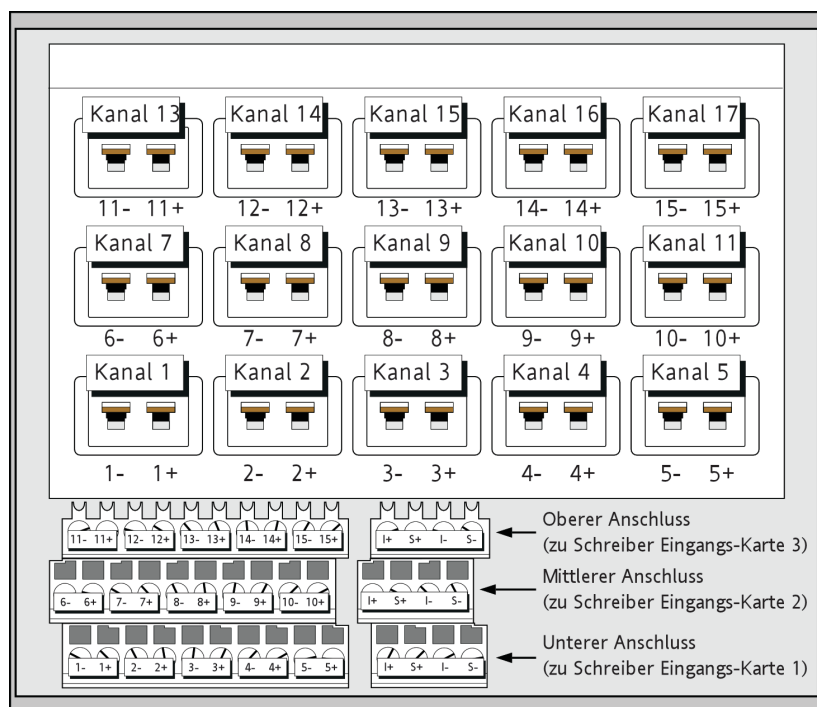 Kanal 13 Kanal 14 Kanal 15 Kanal 16 Kanal 17
11- 11+ 12- 12+ 13- 13+ 14- 14+ 15- 15+
Kanal 7 Kanal 8 Kanal 9 Kanal 10 Kanal 11
6- 6+ 7- 7+ 8- 8+ 9- 9+ 10- 10+
Kanal 1 Kanal 2 Kanal 3 Kanal 4 Kanal 5
1- 1+ 2- 2+ 3- 3+ 4- 4+ 5- 5+
11- 11+ 12- 12+ 13- 13+ 14- 14+ 15- 15+ I+ S+ I- S-
Oberer Anschluss
(zu Schreiber Eingangs-Karte 3)
6- 6+ 7- 7+ 8- 8+ 9- 9+ 10- 10+ I+ S+ I- S-
Mittlerer Anschluss
(zu Schreiber Eingangs-Karte 2)
1- 1+ 2- 2+ 3- 3+ 4- 4+ 5- 5+ I+ S+ I- S-
Unterer Anschluss
(zu Schreiber Eingangs-Karte 1)